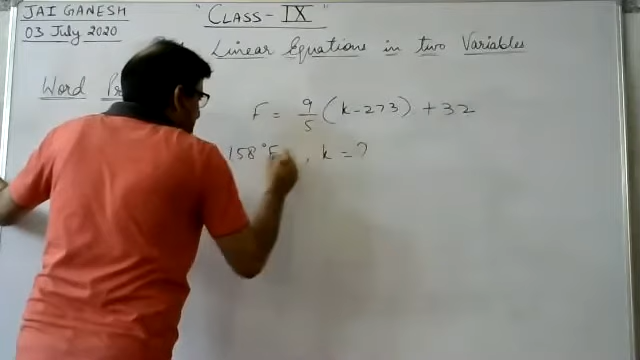 JAI GANESH
03 July 2020
"CLASS-IX"
Linear Equations in two Variables
Word
F = 9/5 (k-273) + 32
158°F , k = ?